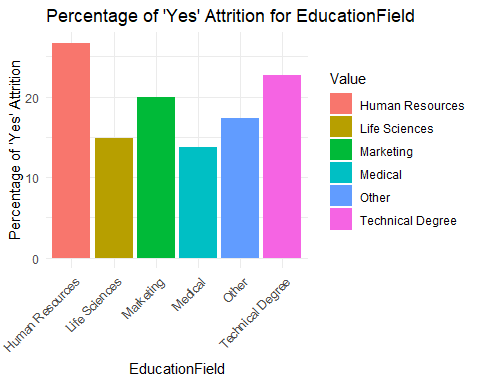 Percentage of 'Yes' Attrition for EducationField
Percentage of 'Yes' Attrition
20
10
0
Human Resources
Life Sciences
Marketing
Medical
Other
Technical Degree
EducationField
Value
Human Resources
Life Sciences
Marketing
Medical
Other
Technical Degree